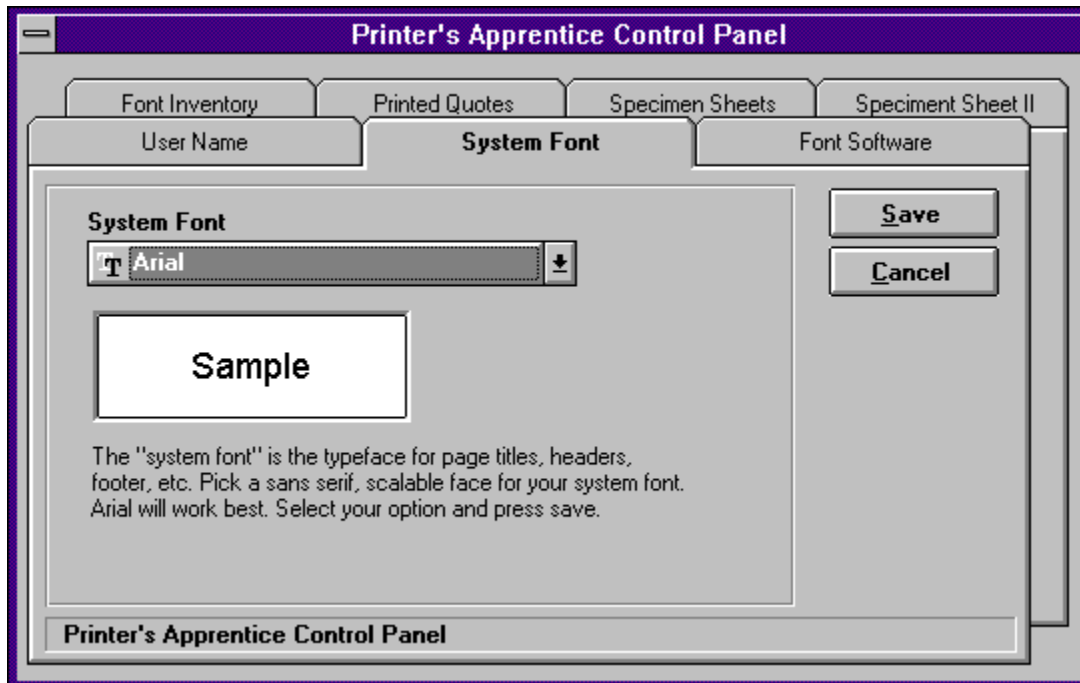 Printer's Apprentice Control Panel
Font Inventory
Printed Quotes
Specimen Sheets
Speciment Sheet II
User Name
System Font
Font Software
System Font
Arial
Save
Cancel
Sample
The "system font" is the typeface for page titles, headers,
footer, etc. Pick a sans serif, scalable face for your system font.
Arial will work best. Select your option and press save.
Printer's Apprentice Control Panel